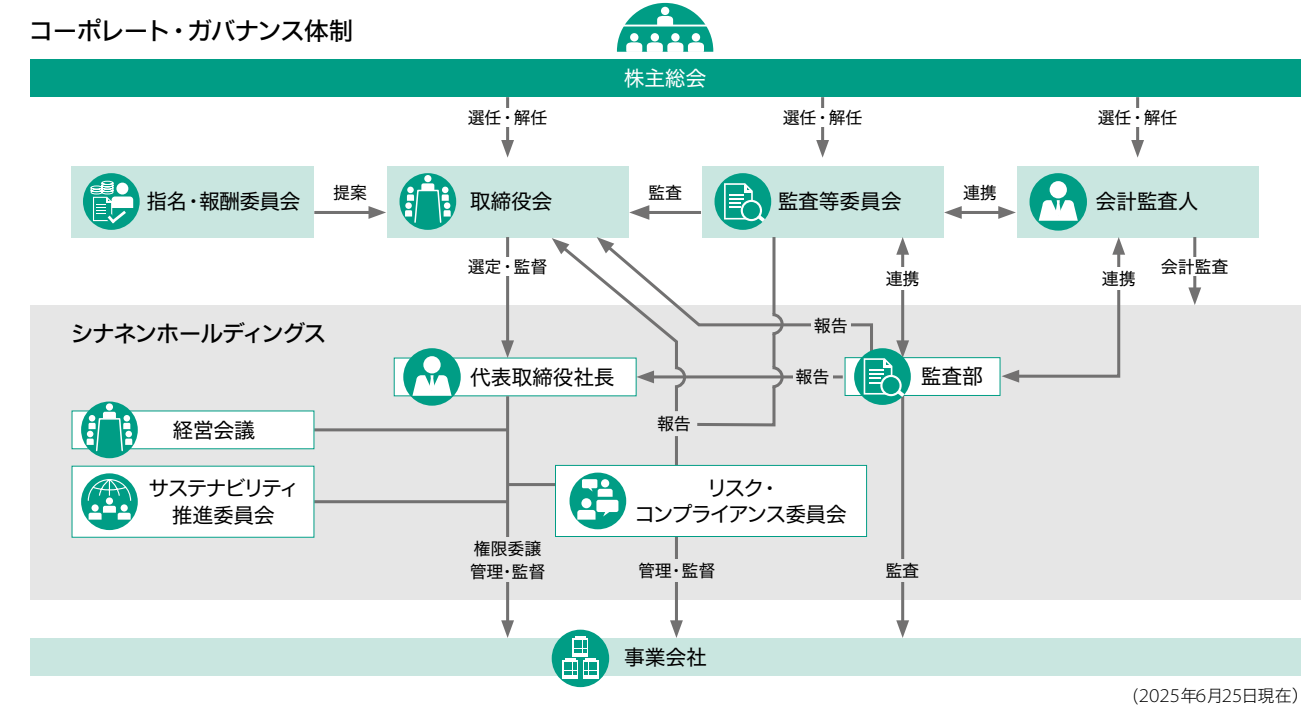 コーポレート・ガバナンス体制
株主総会
選任・解任
選任・解任
選任・解任
指名・報酬委員会
提案
取締役会
監査
監査等委員会
連携
会計監査人
選定・監督
連携
連携
会計監査
シナネンホールディングス
報告
代表取締役社長
報告
監査部
報告
経営会議
サステナビリティ
推進委員会
リスク・
コンプライアンス委員会
権限委譲
管理・監督
管理・監督
監査
事業会社
(2025年6月25日現在)